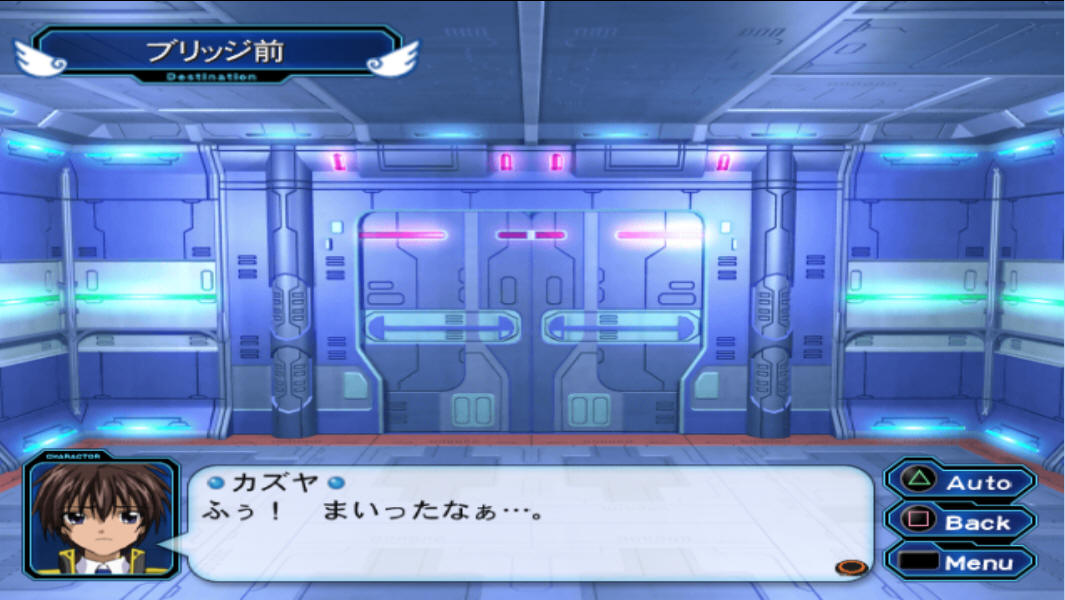 ブリッジ前
Destination
CHARACTOR
カズヤ
ふぅ！　まいったなぁ…。
Auto
Back
Menu